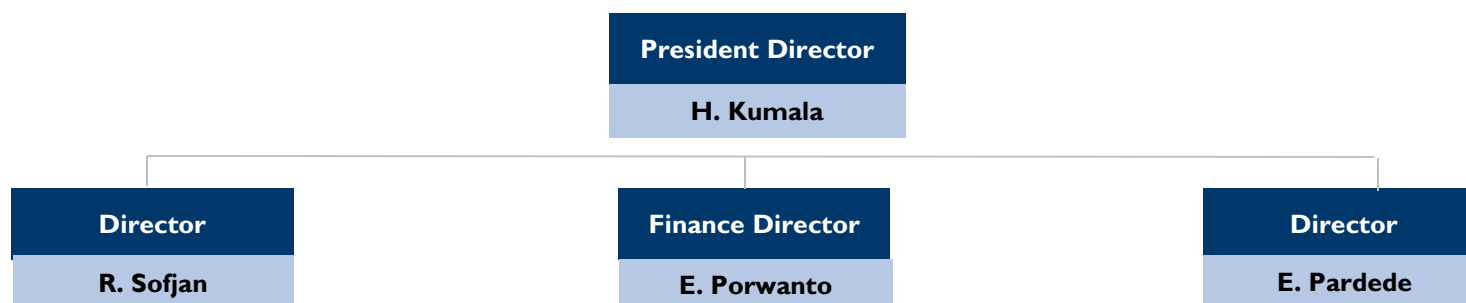 President Director
H. Kumala
Director
R. Sofjan
Finance Director
E. Porwanto
Director
E. Pardede